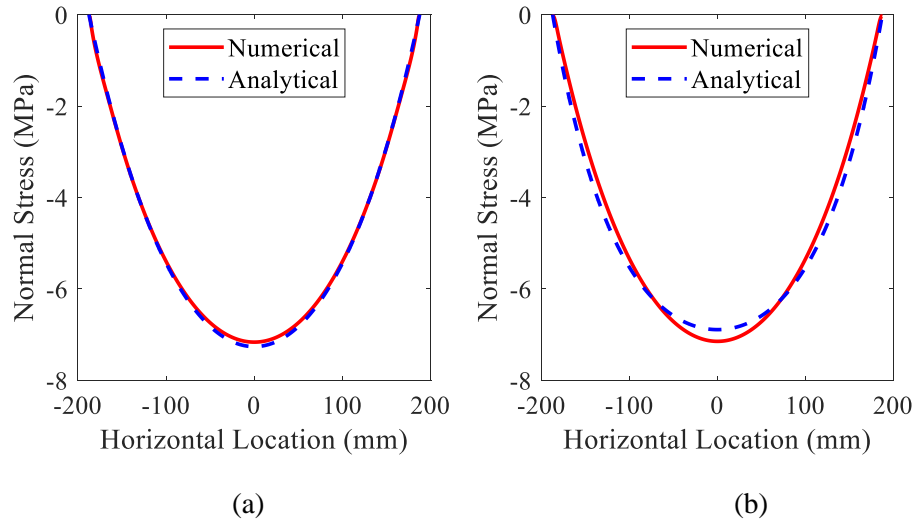 0
-2
-4
-6
-8
Normal Stress (MPa)
Numerical
Analytical
-200 -100 0 100 200
Horizontal Location (mm)
(a)
0
-2
-4
-6
-8
Normal Stress (MPa)
Numerical
Analytical
-200 -100 0 100 200
Horizontal Location (mm)
(b)